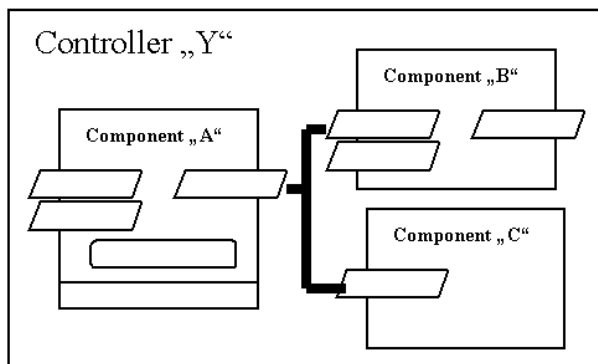 Controller „Y“
Component „B“
Component „A“
Component „C“